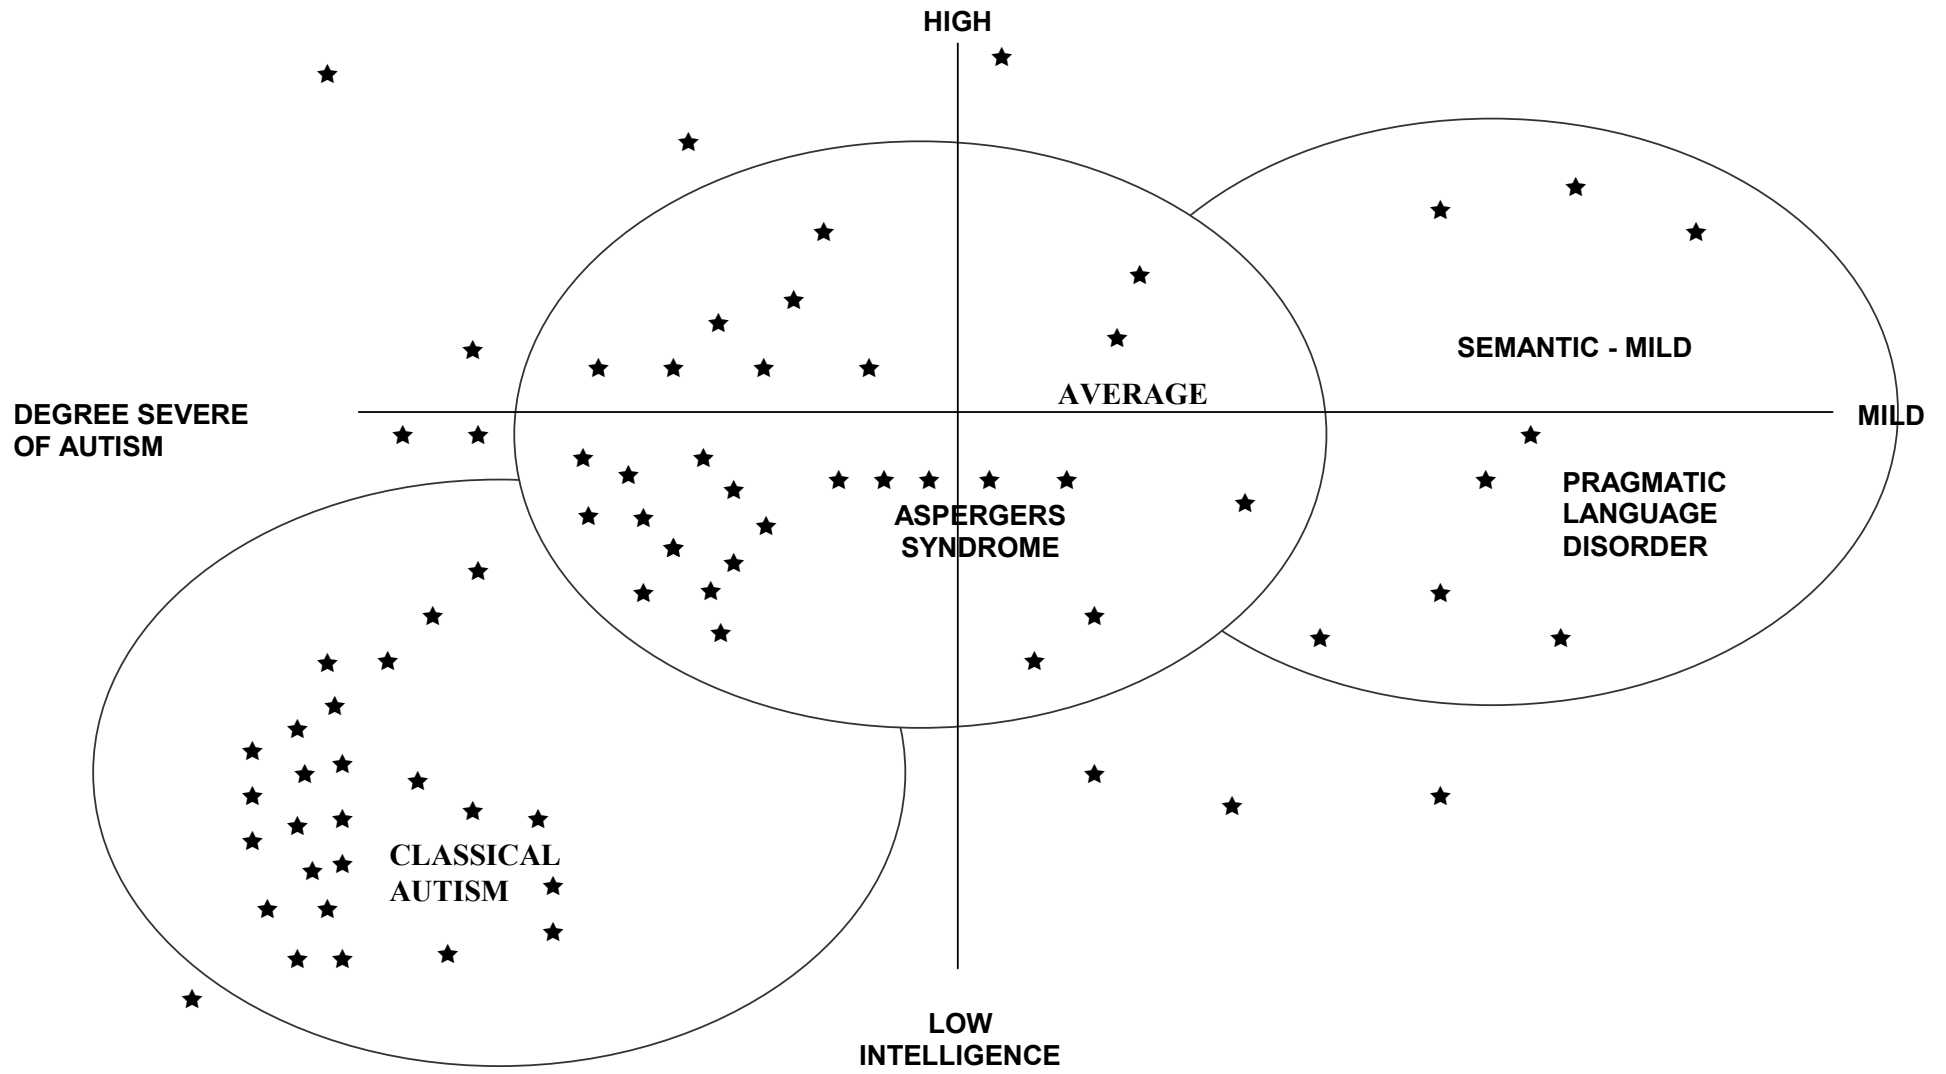 HIGH
SEMANTIC - MILD
AVERAGE
DEGREE SEVERE
OF AUTISM
MILD
ASPERGERS
SYNDROME
PRAGMATIC
LANGUAGE
DISORDER
CLASSICAL
AUTISM
LOW
INTELLIGENCE